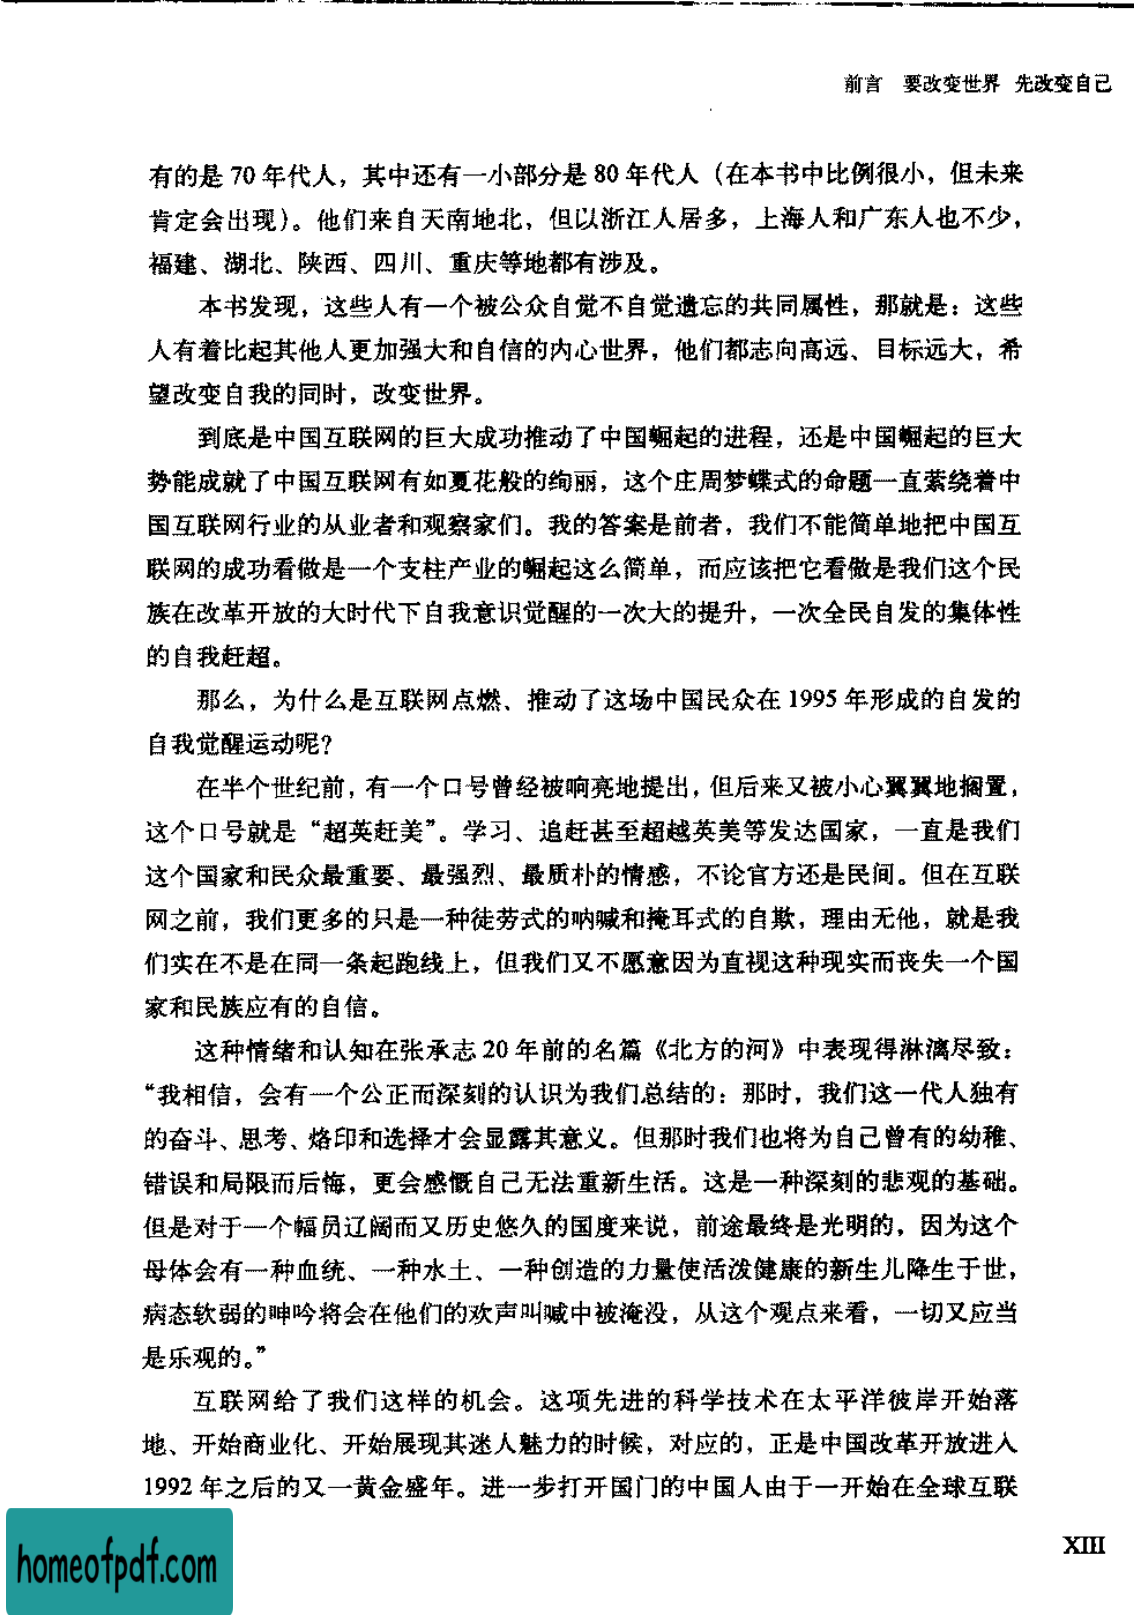 前言　要改变世界 先改变自己
有的是 70 年代人，其中还有一小部分是 80 年代人（在本书中比例很小，但未来
肯定会出现）。他们来自天南地北，但以浙江人居多，上海人和广东人也不少，
福建、湖北、陕西、四川、重庆等地都有涉及。
本书发现，这些人有一个被公众自觉不自觉遗忘的共同属性，那就是：这些
人有着比起其他人更加强大和自信的内心世界，他们都志向高远、目标远大，希
望改变自我的同时，改变世界。
到底是中国互联网的巨大成功推动了中国崛起的进程，还是中国崛起的巨大
势能成就了中国互联网有如夏花般的绚丽，这个庄周梦蝶式的命题一直萦绕着中
国互联网行业的从业者和观察家们。我的答案是前者，我们不能简单地把中国互
联网的成功看做是一个支柱产业的崛起这么简单，而应该把它看做是我们这个民
族在改革开放的大时代下自我意识觉醒的一次大的提升，一次全民自发的集体性
的自我赶超。
那么，为什么是互联网点燃、推动了这场中国民众在 1995 年形成的自发的
自我觉醒运动呢？
在半个世纪前，有一个口号曾经被响亮地提出，但后来又被小心翼翼地搁置，
这个口号就是“超英赶美”。学习、追赶甚至超越英美等发达国家，一直是我们
这个国家和民众最重要、最强烈、最质朴的情感，不论官方还是民间。但在互联
网之前，我们更多的只是一种徒劳式的呐喊和掩耳式的自欺，理由无他，就是我
们实在不是在同一条起跑线上，但我们又不愿意因为直视这种现实而丧失一个国
家和民族应有的自信。
这种情绪和认知在张承志 20 年前的名篇《北方的河》中表现得淋漓尽致：
“我相信，会有一个公正而深刻的认识为我们总结的：那时，我们这一代人独有
的奋斗、思考、烙印和选择才会显露其意义。但那时我们也将为自己曾有的幼稚、
错误和局限而后悔，更会感慨自己无法重新生活。这是一种深刻的悲观的基础。
但是对于一个幅员辽阔而又历史悠久的国度来说，前途最终是光明的，因为这个
母体会有一种血统、一种水土、一种创造的力量使活泼健康的新生儿降生于世，
病态软弱的呻吟将会在他们的欢声叫喊中被淹没，从这个观点来看，一切又应当
是乐观的。”
互联网给了我们这样的机会。这项先进的科学技术在太平洋彼岸开始落
地、开始商业化、开始展现其迷人魅力的时候，对应的，正是中国改革开放进入
1992 年之后的又一黄金盛年。进一步打开国门的中国人由于一开始在全球互联
XIII
homeofpdf.com